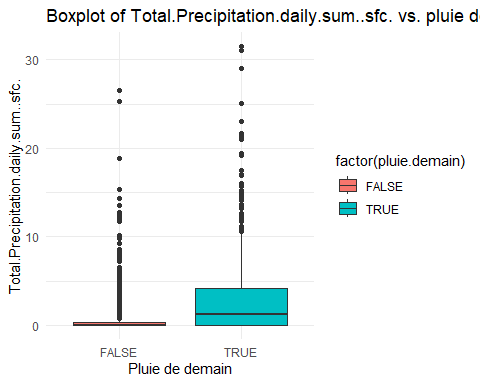 Boxplot of Total.Precipitation.daily.sum..sfc. vs. pluie d
Total.Precipitation.daily.sum..sfc.
30
20
10
0
FALSE TRUE
Pluie de demain
factor(pluie.demain)
FALSE
TRUE